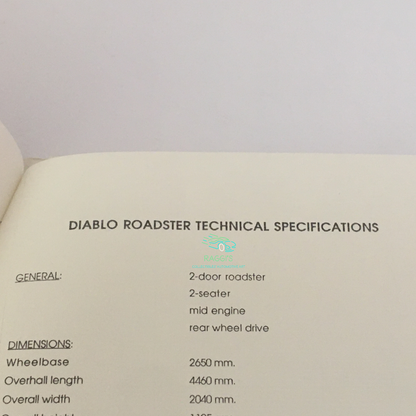 DIABLO ROADSTER TECHNICAL SPECIFICATIONS
GENERAL: 2-door roadster
2-seater
mid engine
rear wheel drive
DIMENSIONS:
Wheelbase 2650 mm.
Overhall length 4460 mm.
Overall width 2040 mm.